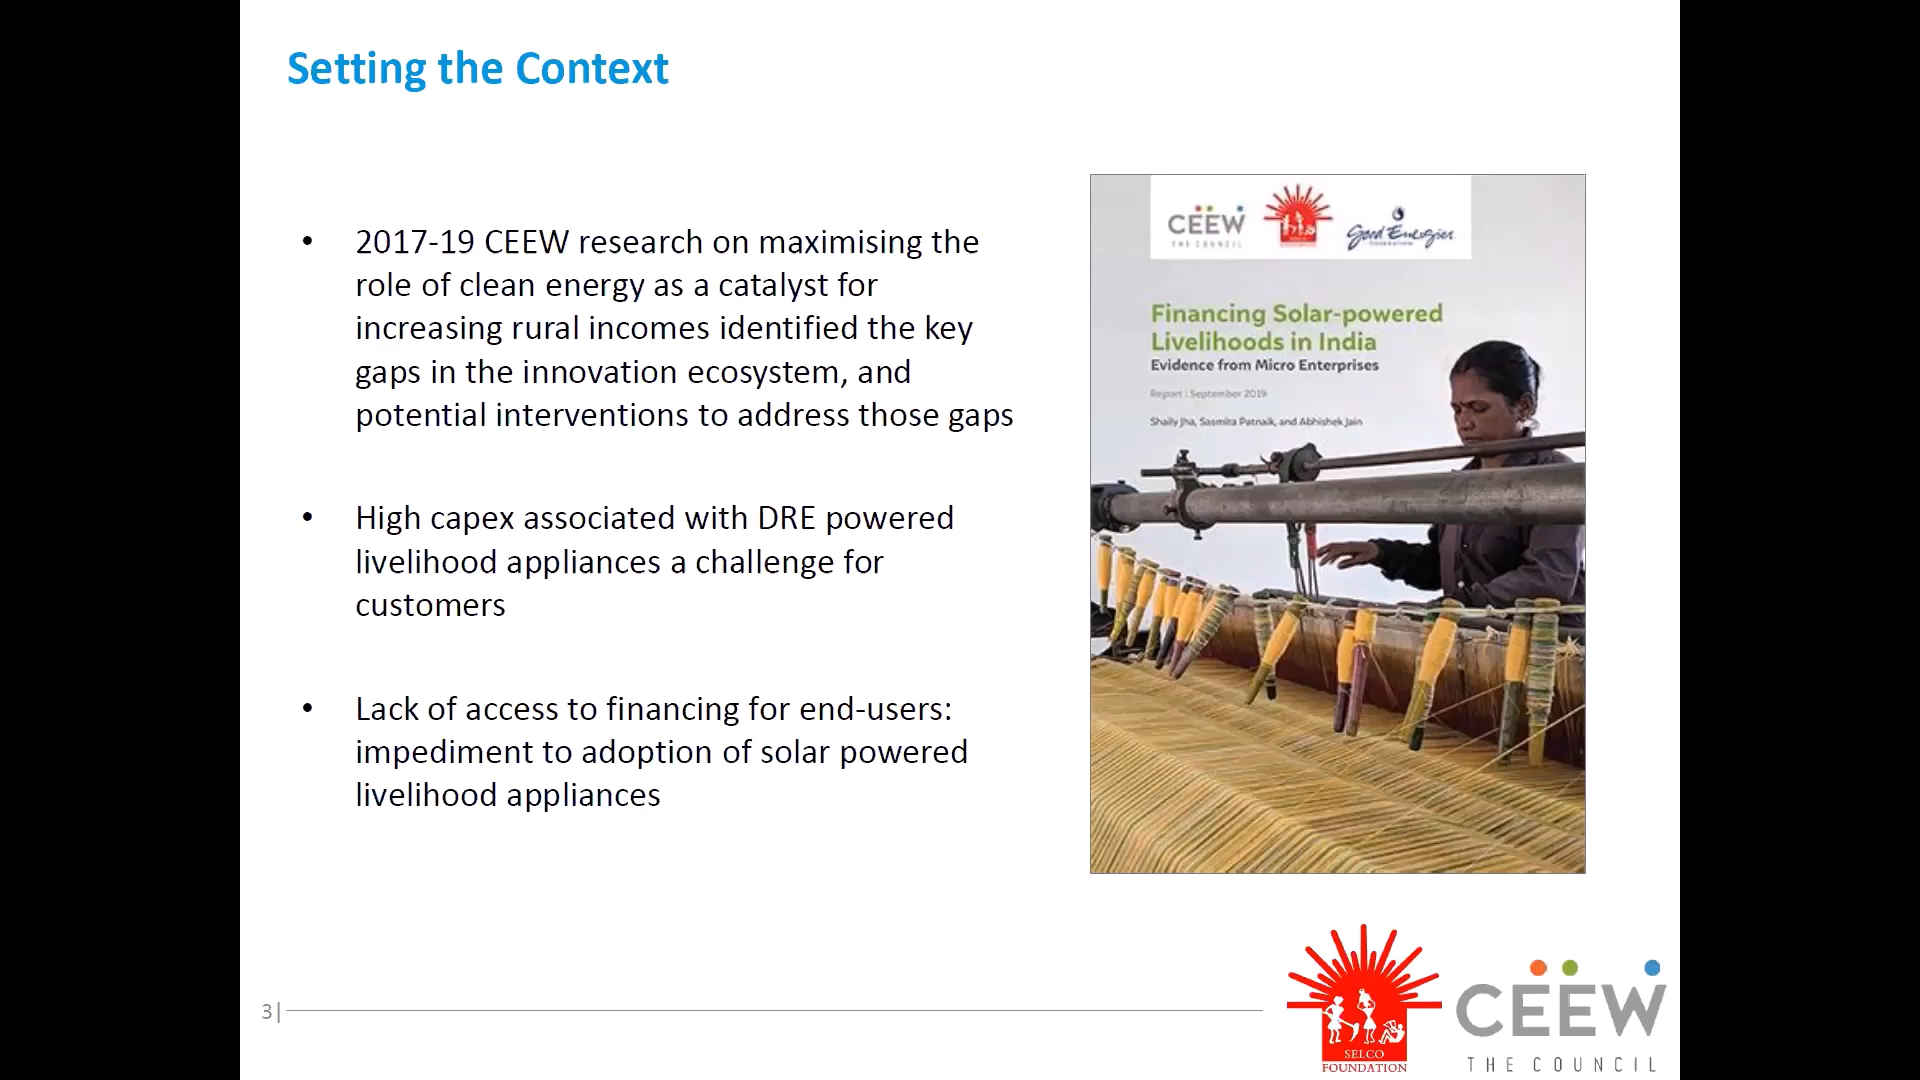 Setting the Context
• 2017-19 CEEW research on maximising the
role of clean energy as a catalyst for
increasing rural incomes identified the key
gaps in the innovation ecosystem, and
potential interventions to address those gaps
• High capex associated with DRE powered
livelihood appliances a challenge for
customers
• Lack of access to financing for end-users:
impediment to adoption of solar powered
livelihood appliances
CEEW
THE COUNCIL
SELCO
FOUNDATION
Good Energies
FOUNDATION
Financing Solar-powered
Livelihoods in India
Evidence from Micro Enterprises
Report | September 2019
Shaily Jha, Sasmita Patnaik, and Abhishek Jain
3|
SELCO
FOUNDATION
CEEW
THE COUNCIL